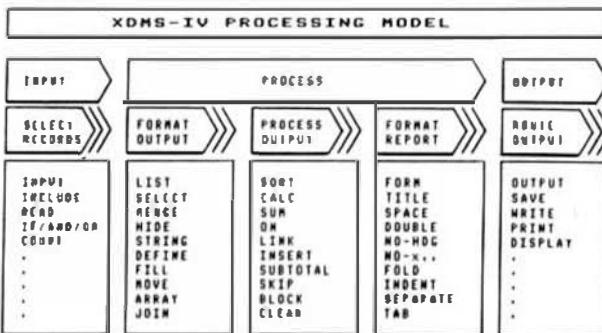 XDMS-IV PROCESSING MODEL
INPUT
PROCESS
OUTPUT
SELECT
RECORDS
FORMAT
OUTPUT
PROCESS
OUTPUT
FORMAT
REPORT
ROUTE
OUTPUT
INPUT
INCLUDE
READ
IF/AND/OR
COUNT
.
.
.
.
.
LIST
SELECT
MERGE
HIDE
STRING
DEFINE
FILL
MOVE
ARRAY
JOIN
SORT
CALC
SUM
ON
LINK
INSERT
SUBTOTAL
SKIP
BLOCK
CLEAR
FORM
TITLE
SPACE
DOUBLE
NO-HDG
NO-x..
FOLD
INDENT
SEPARATE
TAB
OUTPUT
SAVE
WRITE
PRINT
DISPLAY
.
.
.
.
.